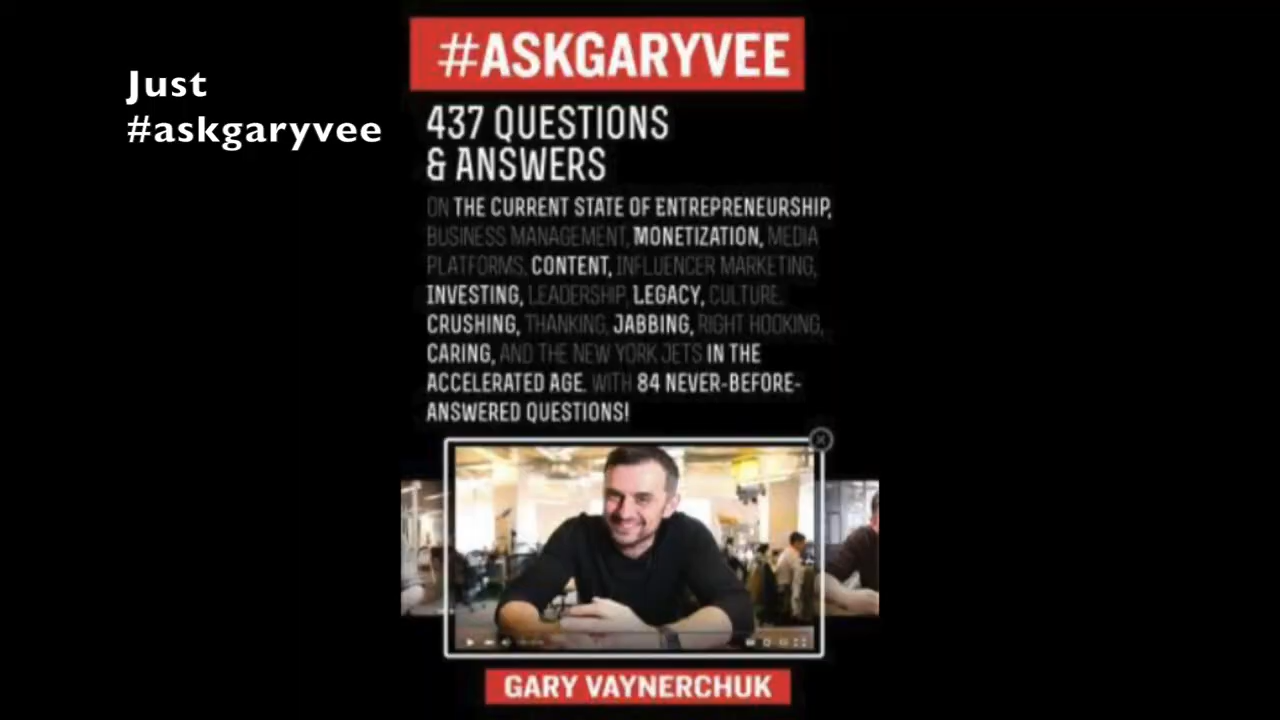 Just
#askgaryvee
#ASKGARYVEE
437 QUESTIONS
& ANSWERS
ON THE CURRENT STATE OF ENTREPRENEURSHIP,
BUSINESS MANAGEMENT, MONETIZATION, MEDIA
PLATFORMS, CONTENT, INFLUENCER MARKETING,
INVESTING, LEADERSHIP, LEGACY, CULTURE,
CRUSHING, THANKING, JABBING, RIGHT HOOKING,
CARING, AND THE NEW YORK JETS IN THE
ACCELERATED AGE. WITH 84 NEVER-BEFORE-
ANSWERED QUESTIONS!
GARY VAYNERCHUK